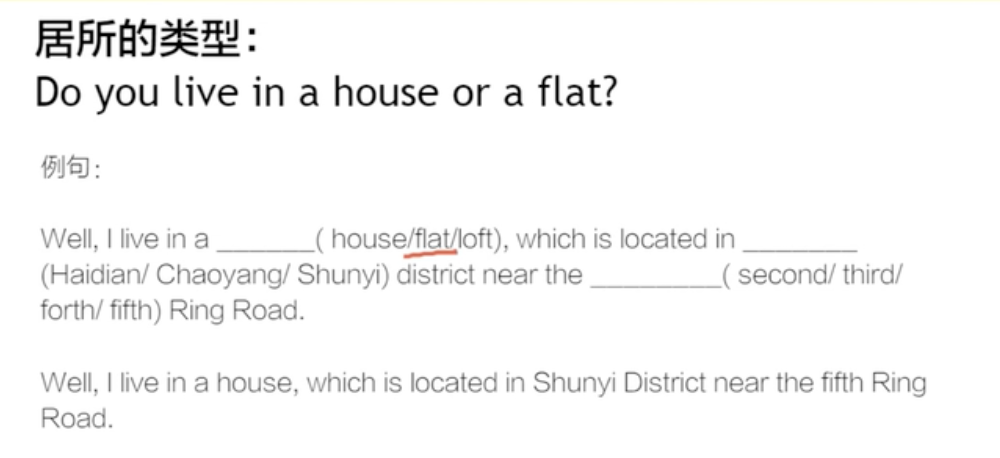 居所的类型：
Do you live in a house or a flat?
例句：
Well, I live in a ______( house/flat/loft), which is located in _______
(Haidian/ Chaoyang/ Shunyi) district near the ________( second/ third/
forth/ fifth) Ring Road.
Well, I live in a house, which is located in Shunyi District near the fifth Ring
Road.